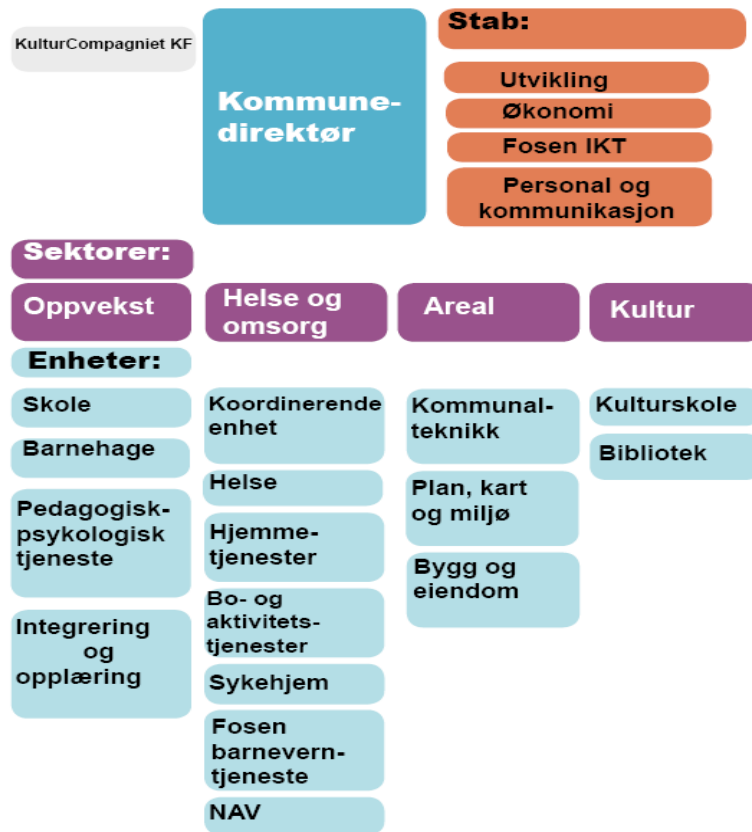 KulturCompagniet KF
Kommune-
direktør
Stab:
Utvikling
Økonomi
Fosen IKT
Personal og
kommunikasjon
Sektorer:
Oppvekst
Helse og
omsorg
Areal
Kultur
Enheter:
Skole
Barnehage
Pedagogisk-
psykologisk
tjeneste
Integrering
og
opplæring
Koordinerende
enhet
Helse
Hjemme-
tjenester
Bo- og
aktivitets-
tjenester
Sykehjem
Fosen
barnevern-
tjeneste
NAV
Kommunal-
teknikk
Plan, kart
og miljø
Bygg og
eiendom
Kulturskole
Bibliotek